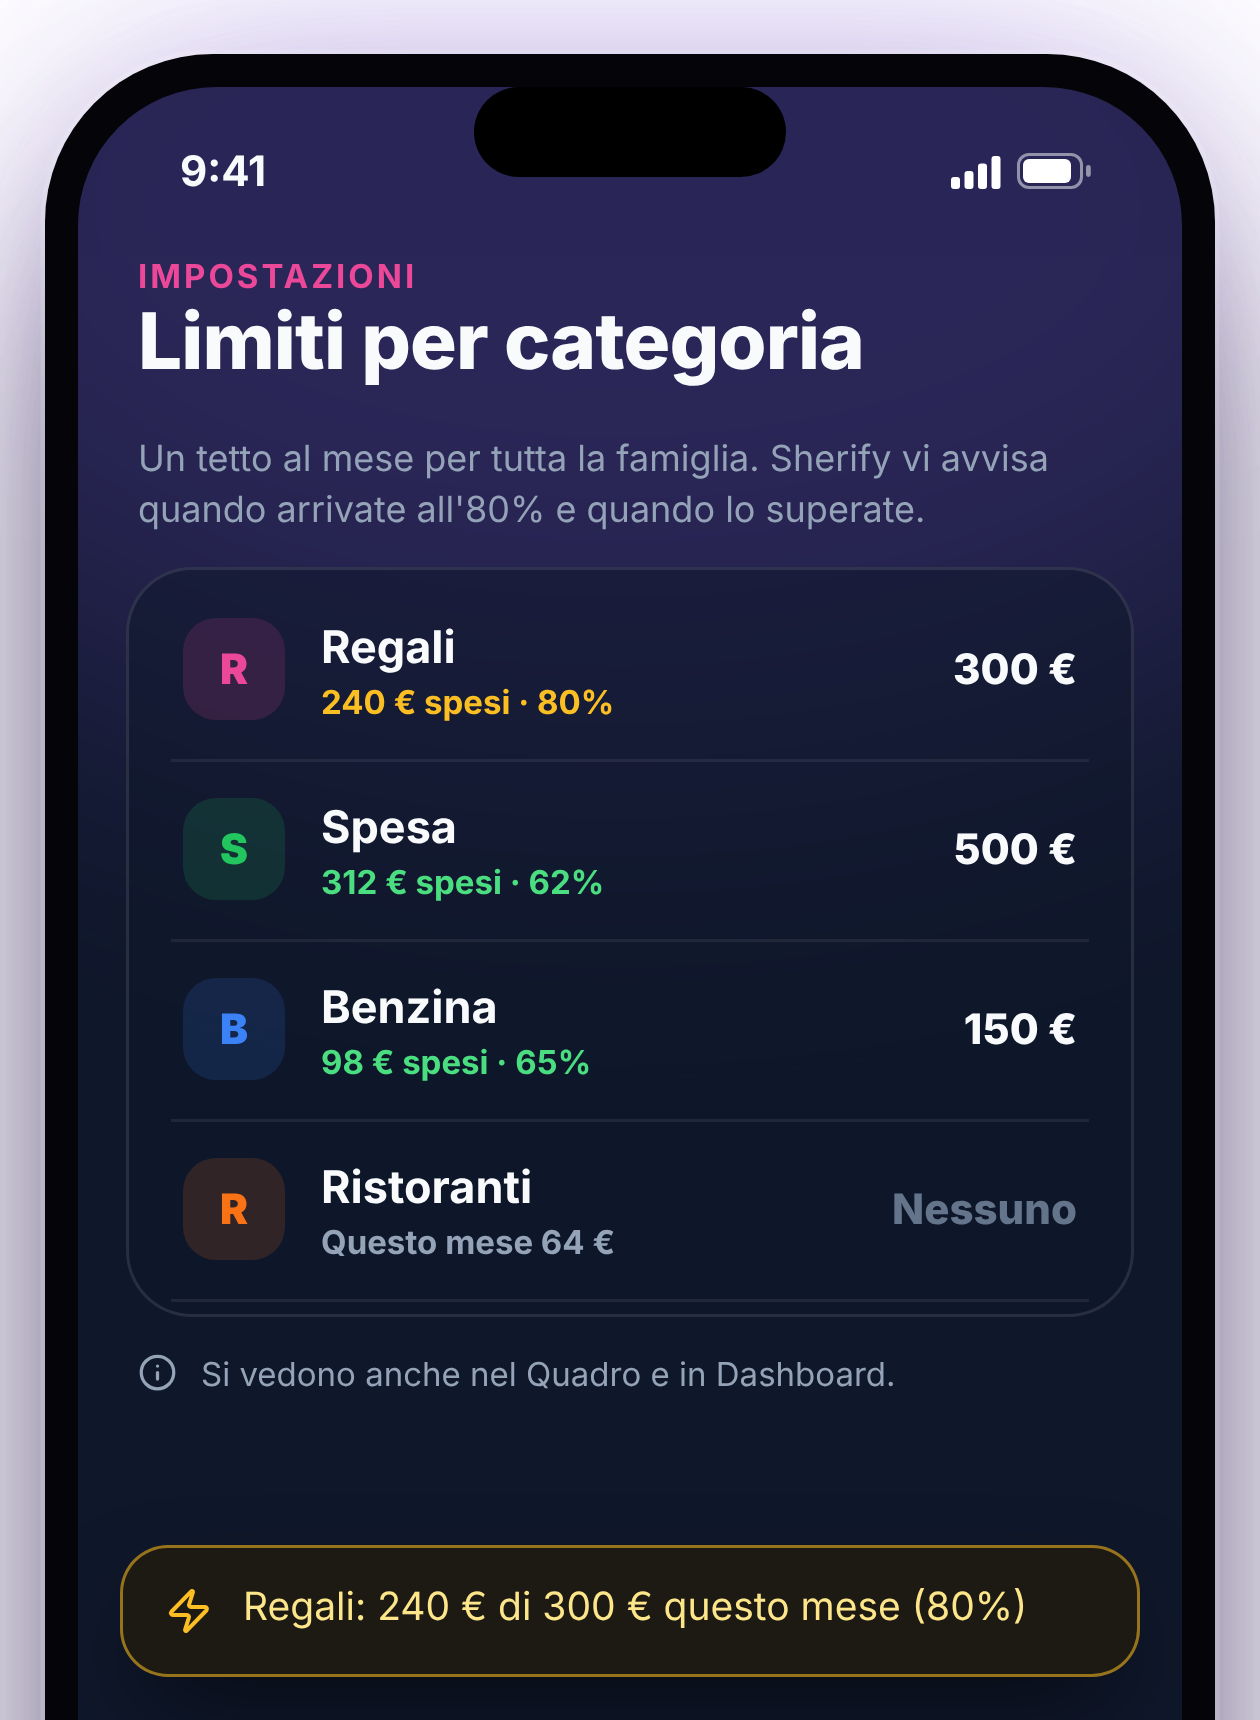 9:41
IMPOSTAZIONI
Limiti per categoria
Un tetto al mese per tutta la famiglia. Sherify vi avvisa
quando arrivate all'80% e quando lo superate.
R
Regali
240 € spesi · 80%
300 €
S
Spesa
312 € spesi · 62%
500 €
B
Benzina
98 € spesi · 65%
150 €
R
Ristoranti
Questo mese 64 €
Nessuno
Si vedono anche nel Quadro e in Dashboard.
Regali: 240 € di 300 € questo mese (80%)